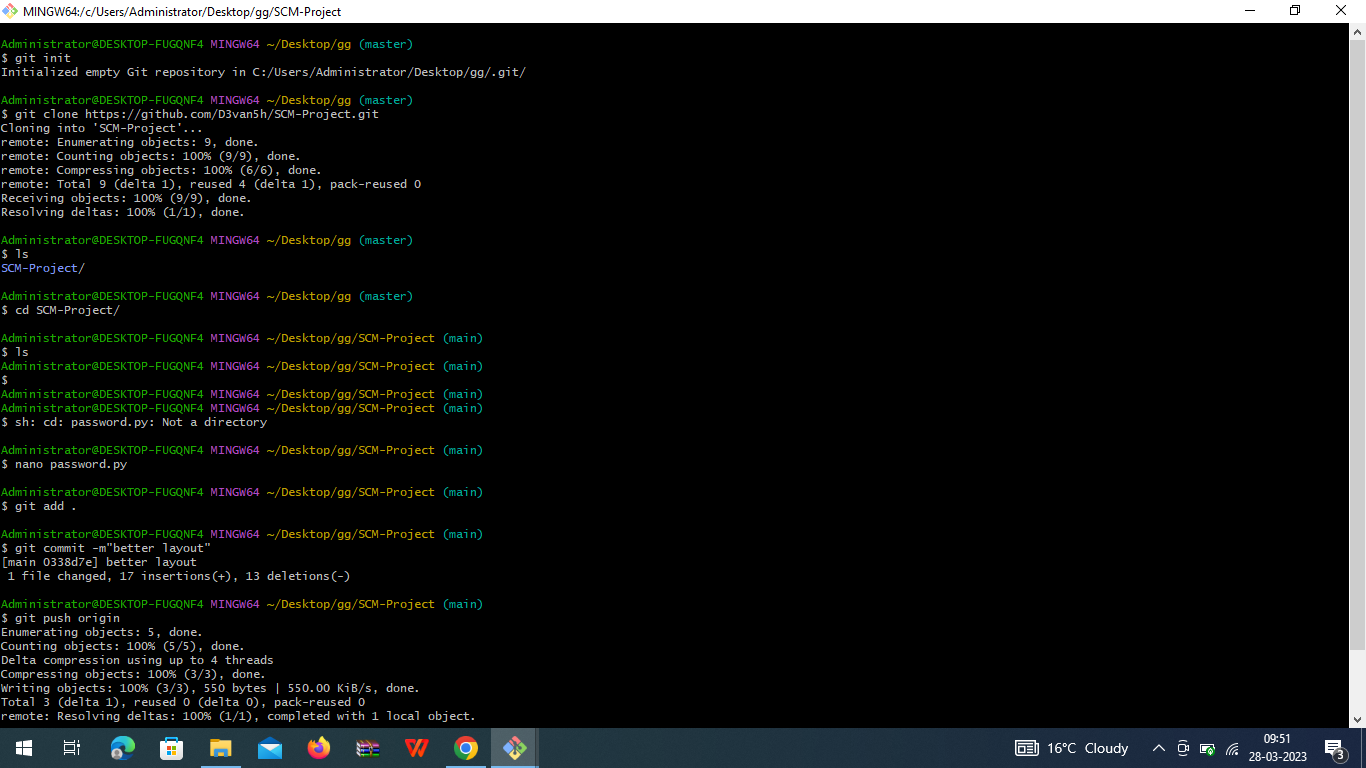 MINGW64:/c/Users/Administrator/Desktop/gg/SCM-Project
Administrator@DESKTOP-FUGQNF4 MINGW64 ~/Desktop/gg (master)
$ git init
Initialized empty Git repository in C:/Users/Administrator/Desktop/gg/.git/
Administrator@DESKTOP-FUGQNF4 MINGW64 ~/Desktop/gg (master)
$ git clone https://github.com/D3van5h/SCM-Project.git
Cloning into 'SCM-Project'...
remote: Enumerating objects: 9, done.
remote: Counting objects: 100% (9/9), done.
remote: Compressing objects: 100% (6/6), done.
remote: Total 9 (delta 1), reused 4 (delta 1), pack-reused 0
Receiving objects: 100% (9/9), done.
Resolving deltas: 100% (1/1), done.
Administrator@DESKTOP-FUGQNF4 MINGW64 ~/Desktop/gg (master)
$ ls
SCM-Project/
Administrator@DESKTOP-FUGQNF4 MINGW64 ~/Desktop/gg (master)
$ cd SCM-Project/
Administrator@DESKTOP-FUGQNF4 MINGW64 ~/Desktop/gg/SCM-Project (main)
$ ls
Administrator@DESKTOP-FUGQNF4 MINGW64 ~/Desktop/gg/SCM-Project (main)
$
Administrator@DESKTOP-FUGQNF4 MINGW64 ~/Desktop/gg/SCM-Project (main)
Administrator@DESKTOP-FUGQNF4 MINGW64 ~/Desktop/gg/SCM-Project (main)
$ sh: cd: password.py: Not a directory
Administrator@DESKTOP-FUGQNF4 MINGW64 ~/Desktop/gg/SCM-Project (main)
$ nano password.py
Administrator@DESKTOP-FUGQNF4 MINGW64 ~/Desktop/gg/SCM-Project (main)
$ git add .
Administrator@DESKTOP-FUGQNF4 MINGW64 ~/Desktop/gg/SCM-Project (main)
$ git commit -m"better layout"
[main 0338d7e] better layout
1 file changed, 17 insertions(+), 13 deletions(-)
Administrator@DESKTOP-FUGQNF4 MINGW64 ~/Desktop/gg/SCM-Project (main)
$ git push origin
Enumerating objects: 5, done.
Counting objects: 100% (5/5), done.
Delta compression using up to 4 threads
Compressing objects: 100% (3/3), done.
Writing objects: 100% (3/3), 550 bytes | 550.00 KiB/s, done.
Total 3 (delta 1), reused 0 (delta 0), pack-reused 0
remote: Resolving deltas: 100% (1/1), completed with 1 local object.
16°C Cloudy
09:51
28-03-2023
3